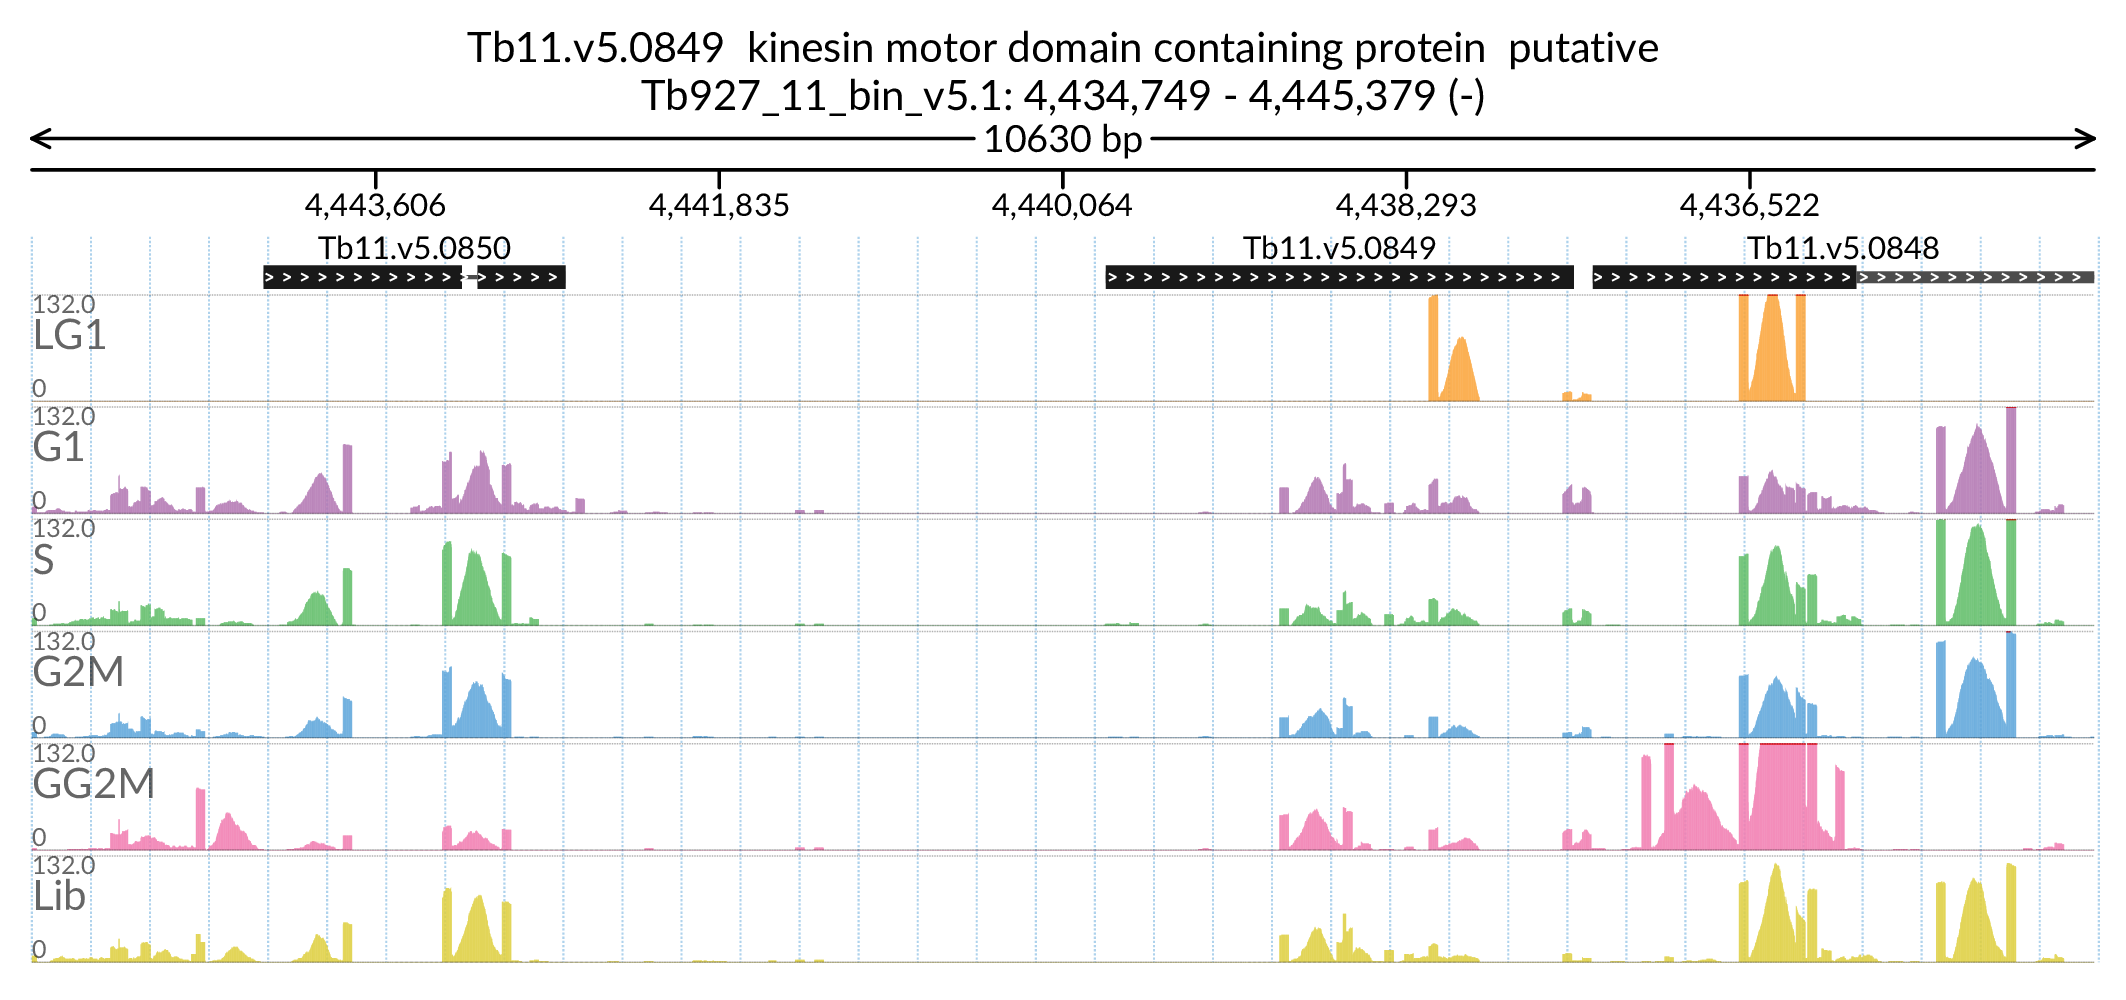 Tb11.v5.0849  kinesin motor domain containing protein  putative
Tb927_11_bin_v5.1: 4,434,749 - 4,445,379 (-)
10630 bp
4,443,606 4,441,835 4,440,064 4,438,293 4,436,522
Tb11.v5.0850 Tb11.v5.0849 Tb11.v5.0848
132.0
LG1
0
132.0
G1
0
132.0
S
0
132.0
G2M
0
132.0
GG2M
0
132.0
Lib
0